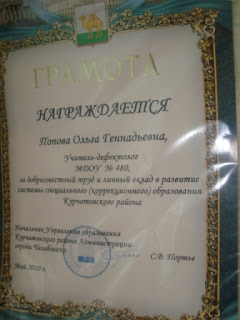 ГРАМОТА
НАГРАЖДАЕТСЯ
Попова Ольга Геннадьевна,
Учитель-дефектолог
МДОУ № 480,
за добросовестный труд и личный вклад в развитие
системы специального (коррекционного) образования
Курчатовского района
Начальник Управления образования
Курчатовского района Администрации
города Челябинска
С.В. Портье
Май 2010 г.